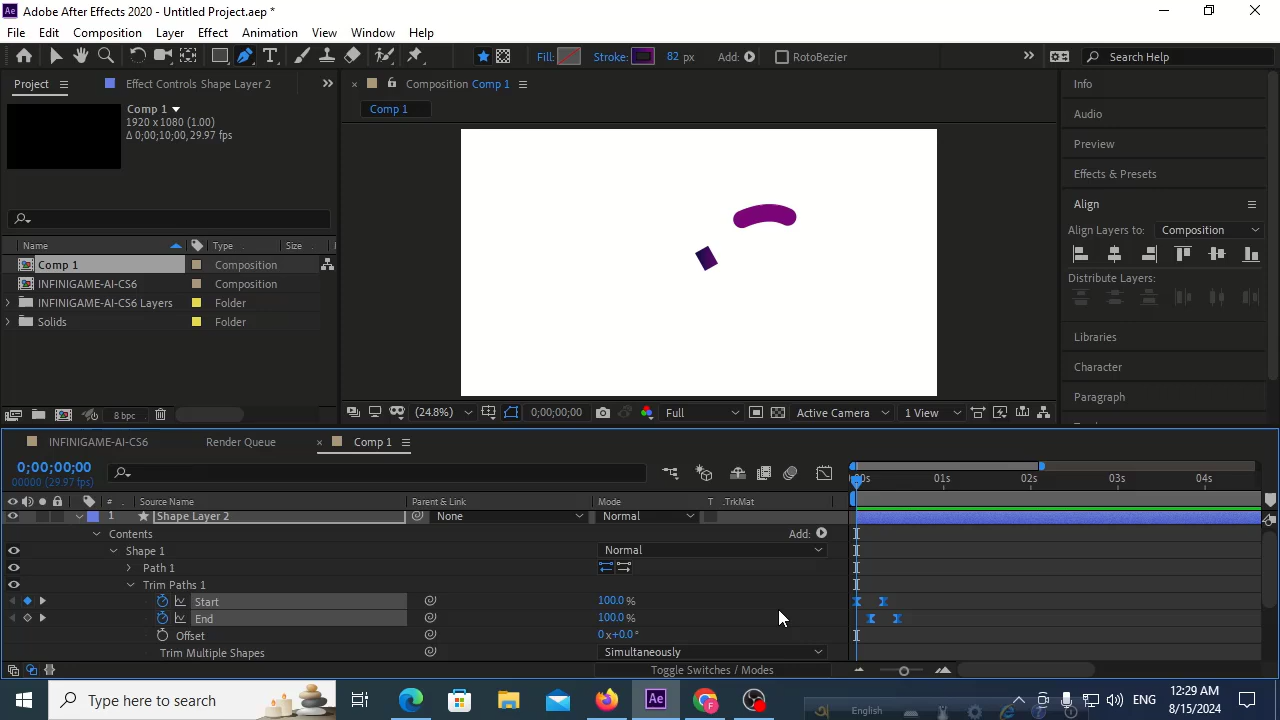 Adobe After Effects 2020 - Untitled Project.aep *
File Edit Composition Layer Effect Animation View Window Help
Fill: Stroke: 82 px Add: RotoBezier Search Help
Project Effect Controls Shape Layer 2
Composition Comp 1
Comp 1
1920 x 1080 (1.00)
Δ 0;00;10;00, 29.97 fps
Comp 1
Name Type Size
Comp 1 Composition
INFINIGAME-AI-CS6 Composition
INFINIGAME-AI-CS6 Layers Folder
Solids Folder
8 bpc
(24.8%) 0;00;00;00 Full Active Camera 1 View
Info
Audio
Preview
Effects & Presets
Align
Align Layers to: Composition
Distribute Layers:
Libraries
Character
Paragraph
INFINIGAME-AI-CS6 Render Queue Comp 1
0;00;00;00
00000 (29.97 fps)
00s 01s 02s 03s 04s
# Source Name Parent & Link Mode T .TrkMat
1 Shape Layer 2 None Normal
Contents Add:
Shape 1 Normal
Path 1
Trim Paths 1
Start 100.0 %
End 100.0 %
Offset 0 x+0.0 °
Trim Multiple Shapes Simultaneously
Toggle Switches / Modes
Type here to search
English
ENG
12:29 AM
8/15/2024